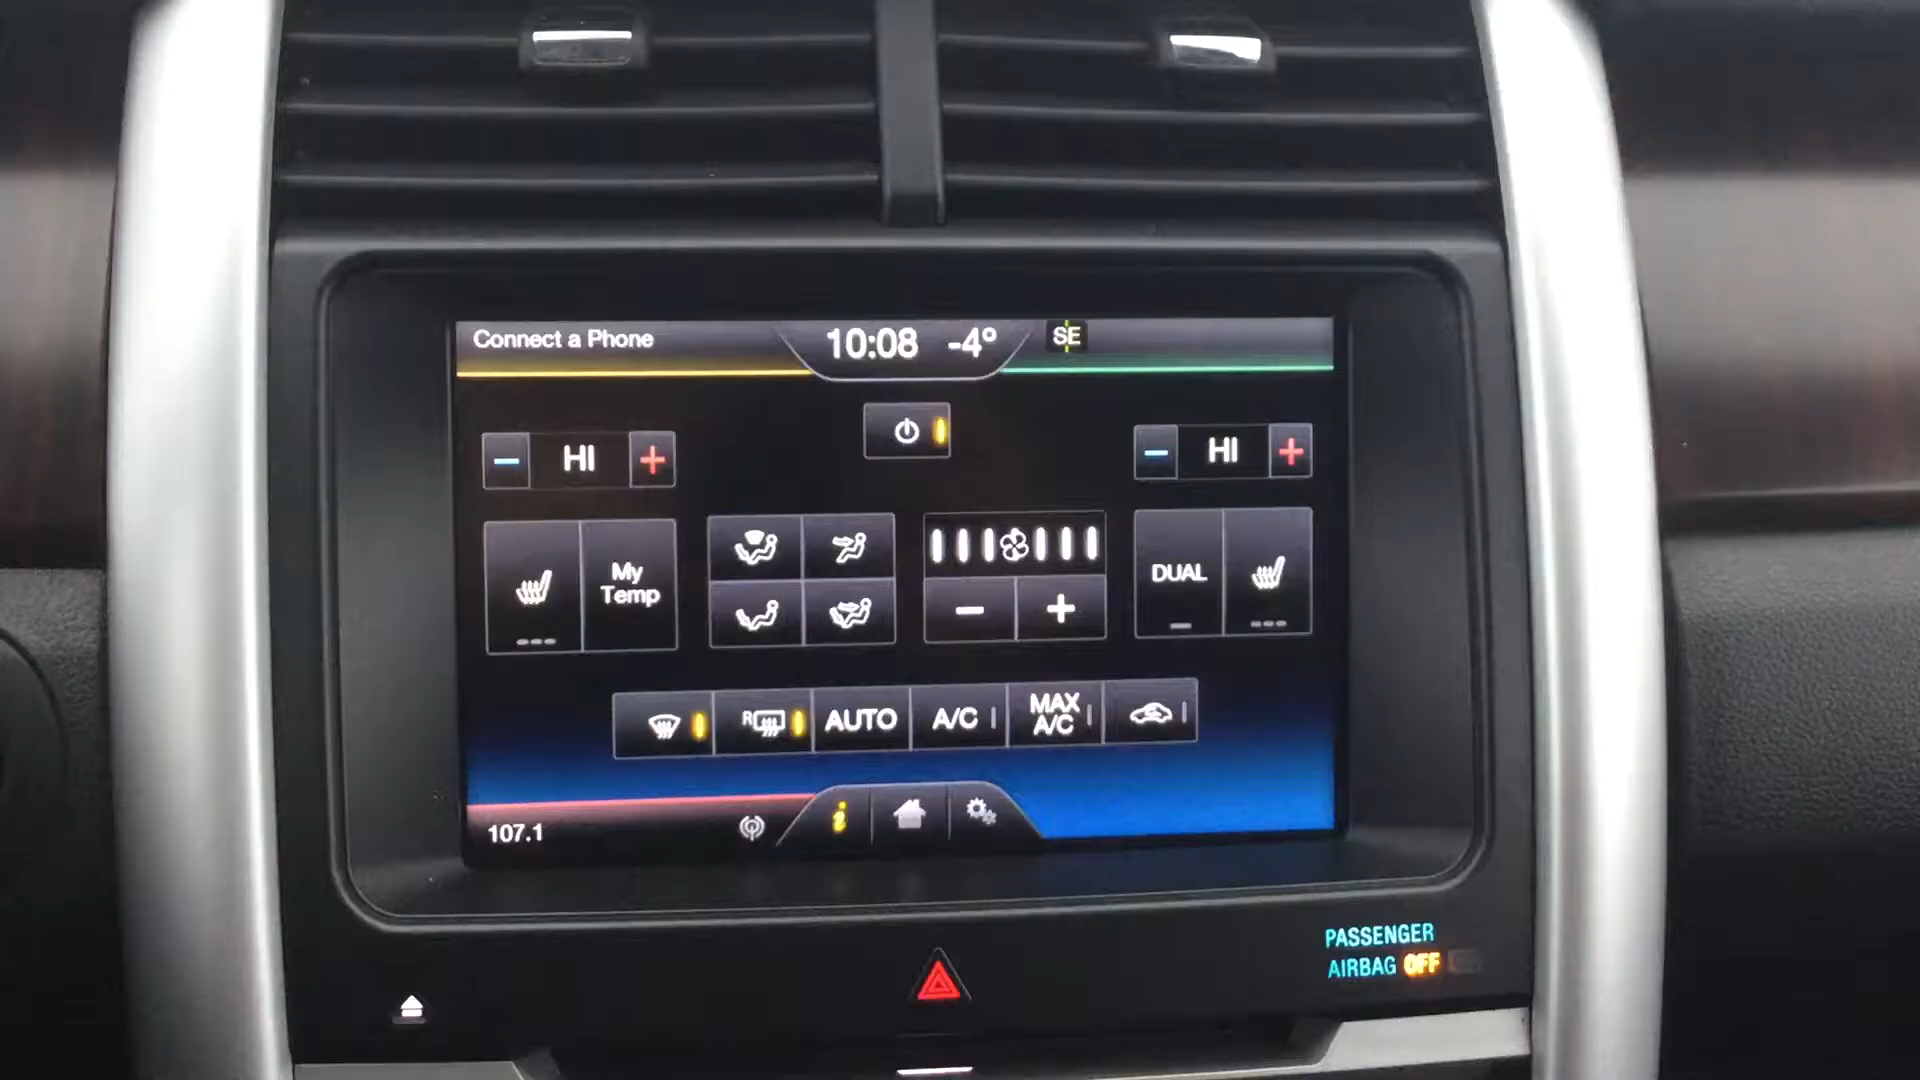 Connect a Phone
10:08 -4°
SE
- HI +
- HI +
My
Temp
- +
DUAL
R
AUTO
A/C
MAX
A/C
107.1
i
PASSENGER
AIRBAG OFF